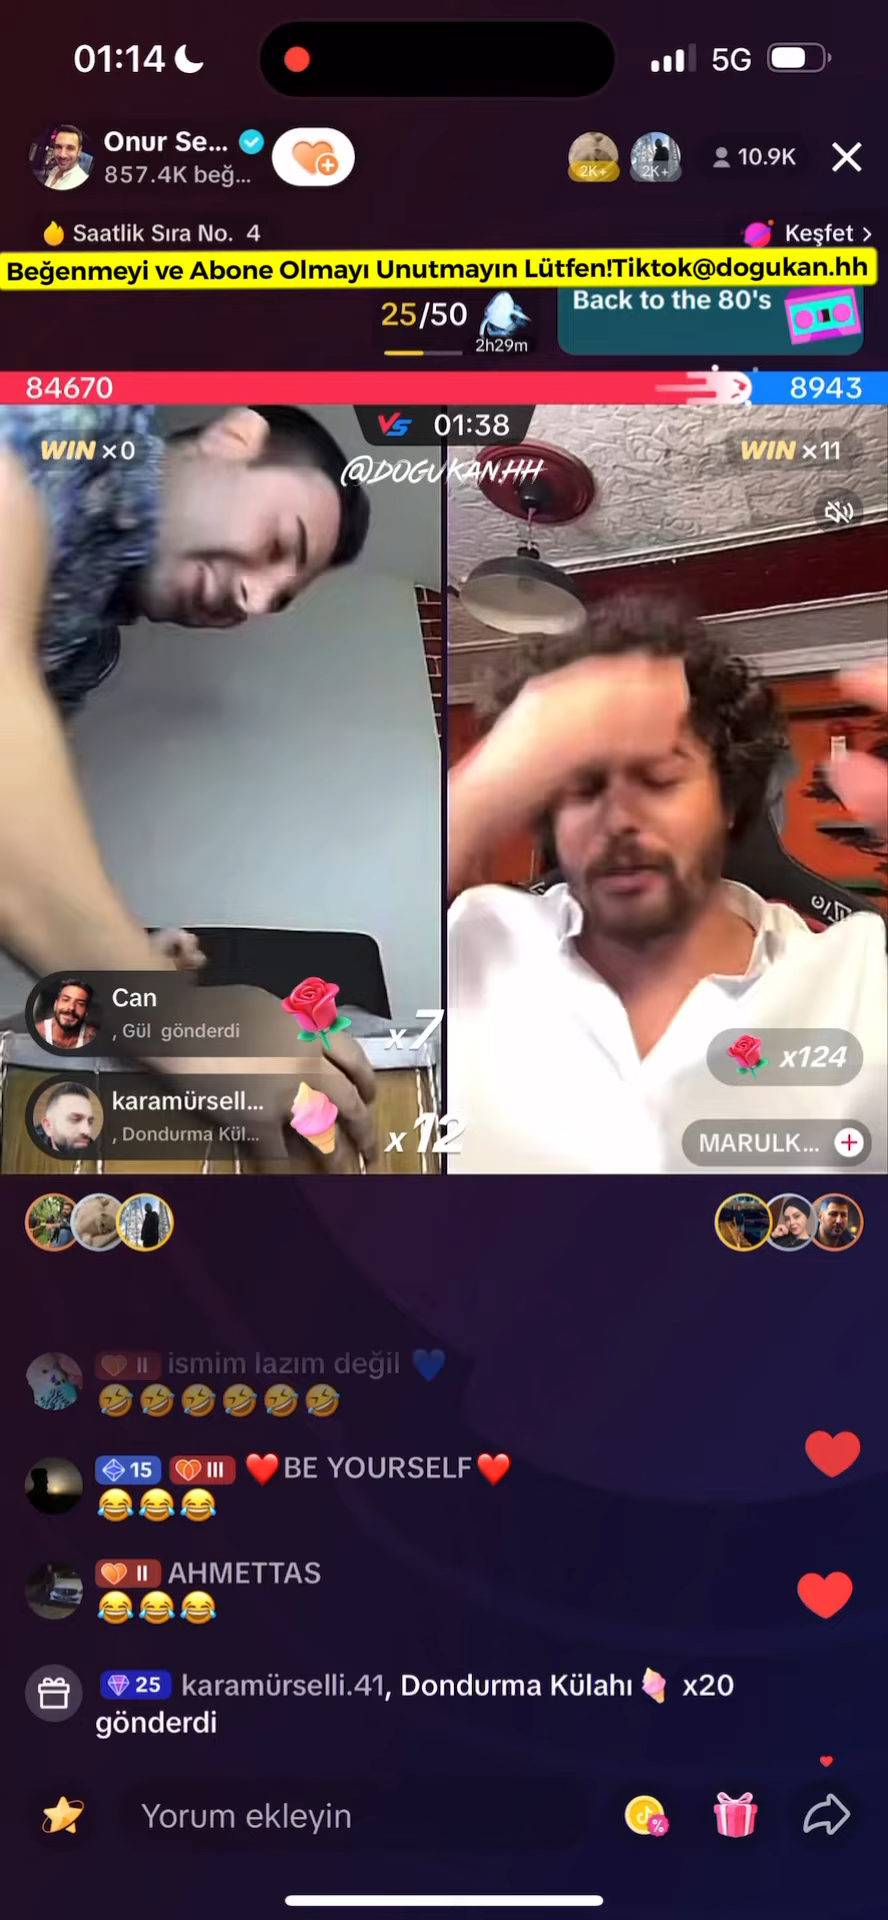 01:14
5G
Onur Se...
857.4K beğ...
2K+
2K+
10.9K
Saatlik Sıra No. 4
Keşfet >
Beğenmeyi ve Abone Olmayı Unutmayın Lütfen!Tiktok@dogukan.hh
25/50
2h29m
Back to the 80's
84670
8943
VS 01:38
WIN x0
WIN x11
@DOGUKAN.HH
Can
, Gül gönderdi
x7
karamürsell...
, Dondurma Kül...
x12
x124
MARULK...
II ismim lazım değil 💙
🤣🤣🤣🤣🤣🤣
15 III ❤️BE YOURSELF❤️
😂😂😂
II AHMETTAS
😂😂😂
25 karamürselli.41, Dondurma Külahı 🍦 x20
gönderdi
Yorum ekleyin